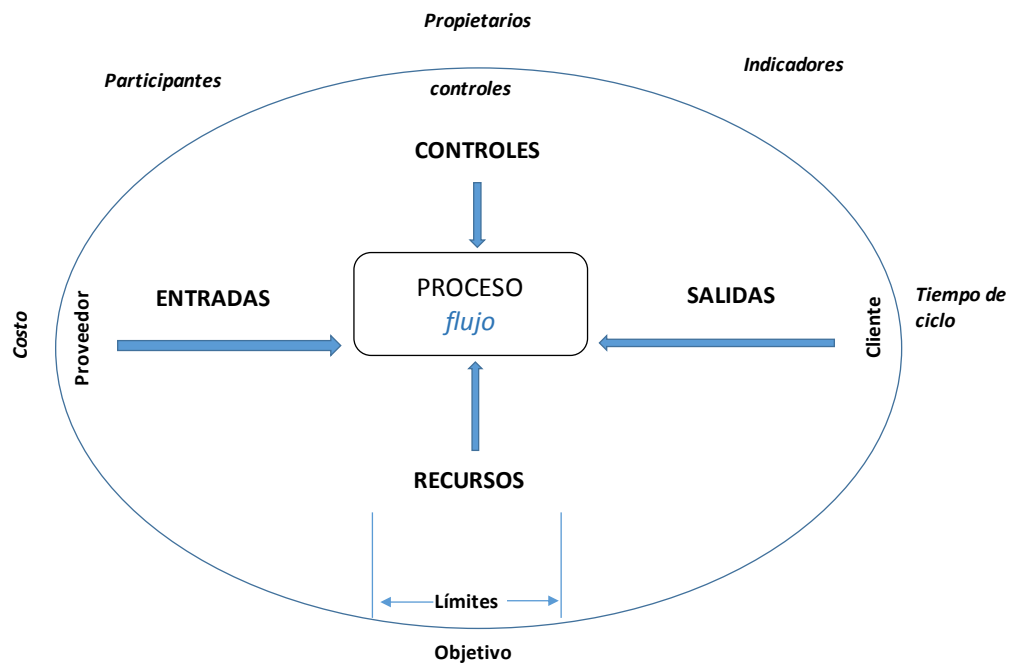 Propietarios
Participantes
Indicadores
controles
CONTROLES
ENTRADAS
PROCESO
flujo
SALIDAS
Costo
Proveedor
Cliente
Tiempo de
ciclo
RECURSOS
Límites
Objetivo